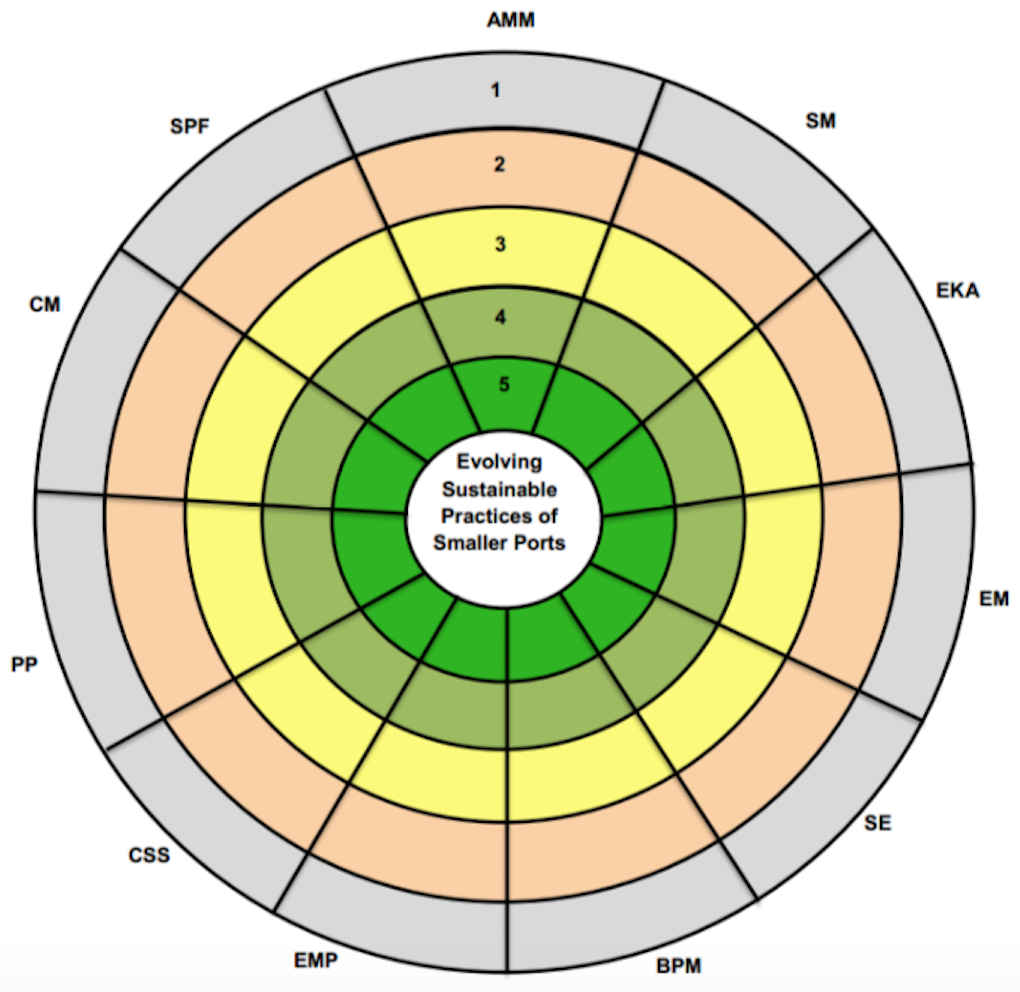 AMM
1
SPF
SM
2
3
EKA
CM
4
5
Evolving
Sustainable
Practices of
Smaller Ports
EM
PP
SE
CSS
EMP
BPM